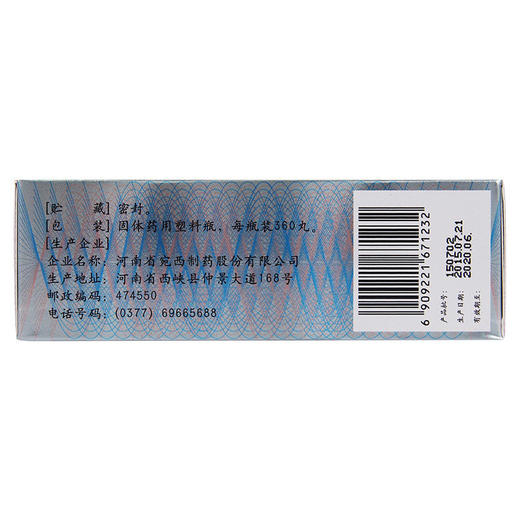 [贮　　藏] 密封。
[包　　装] 固体药用塑料瓶，每瓶装360丸。
[生产企业]
企业名称：河南省宛西制药股份有限公司
生产地址：河南省西峡县仲景大道168号
邮政编码：474550
电话号码：(0377) 69665688
6 909221 671232
产品批号： 150702
生产日期： 2015.07.21
有效期至： 2020.06.